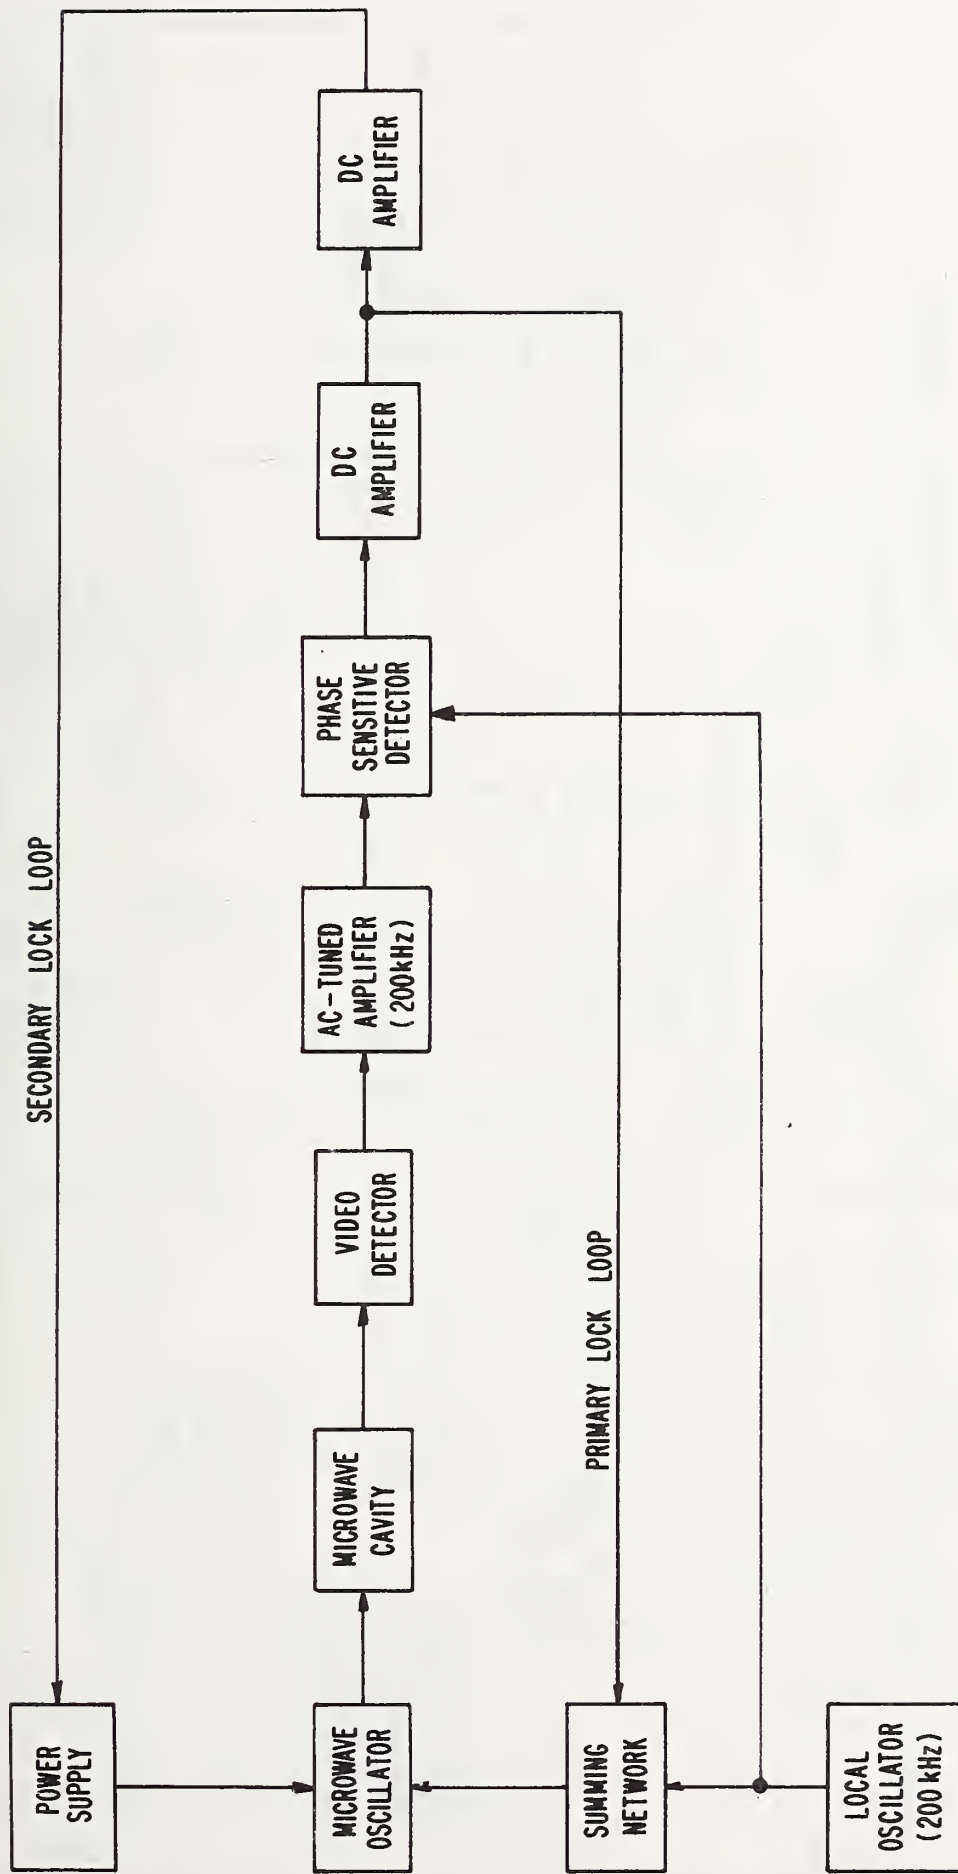 SECONDARY LOCK LOOP
POWER
SUPPLY
MICROWAVE
OSCILLATOR
MICROWAVE
CAVITY
VIDEO
DETECTOR
AC-TUNED
AMPLIFIER
(200kHz)
PHASE
SENSITIVE
DETECTOR
DC
AMPLIFIER
DC
AMPLIFIER
PRIMARY LOCK LOOP
SUMMING
NETWORK
LOCAL
OSCILLATOR
(200 kHz)